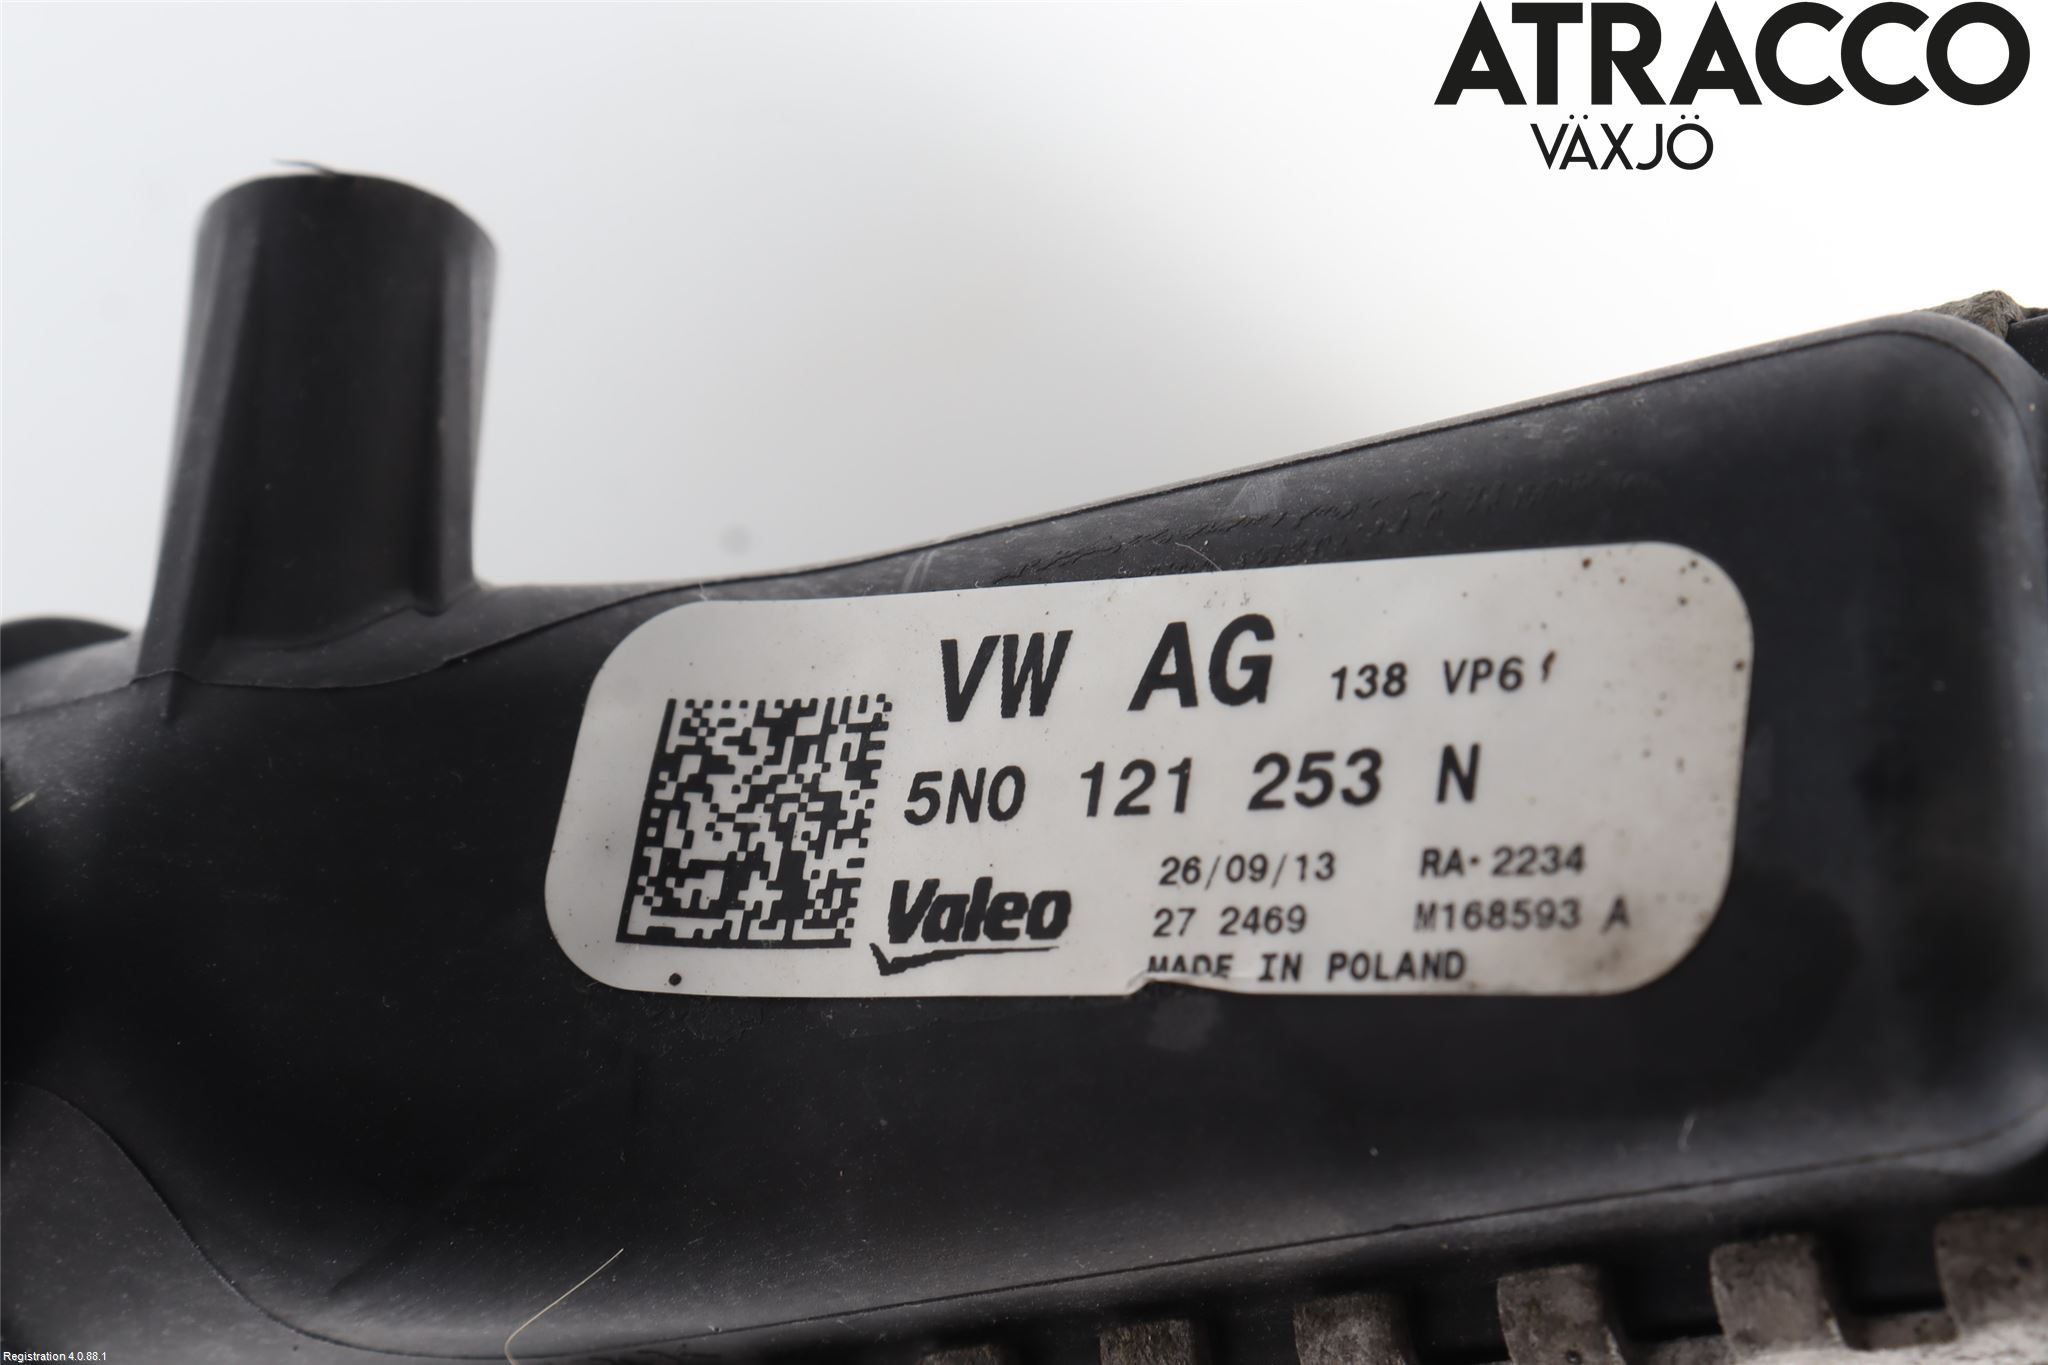 ATRACCO
VÄXJÖ
VW AG 138 VP6
5N0 121 253 N
Valeo 26/09/13 RA-2234
27 2469 M168593 A
MADE IN POLAND
Registration 4.0.88.1